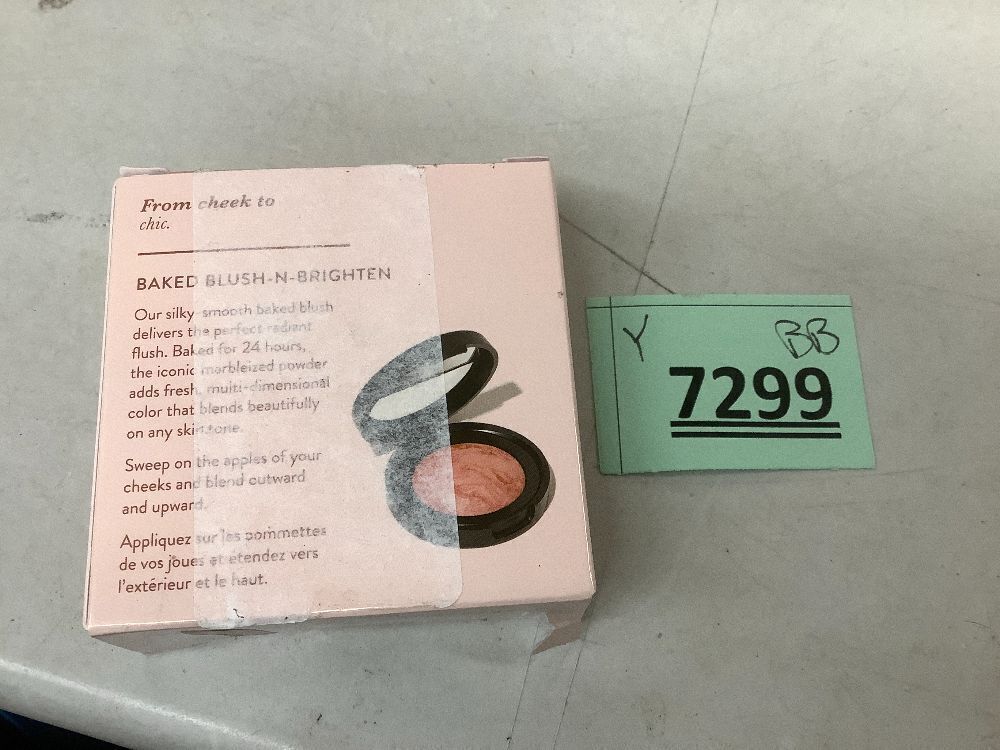 From cheek to
chic.
BAKED BLUSH-N-BRIGHTEN
Our silky-smooth baked blush
delivers the perfect radiant
flush. Baked for 24 hours,
the iconic marbleized powder
adds fresh, multi-dimensional
color that blends beautifully
on any skin tone.
Sweep on the apples of your
cheeks and blend outward
and upward.
Appliquez sur les pommettes
de vos joues et étendez vers
l'extérieur et le haut.
Y BB
7299